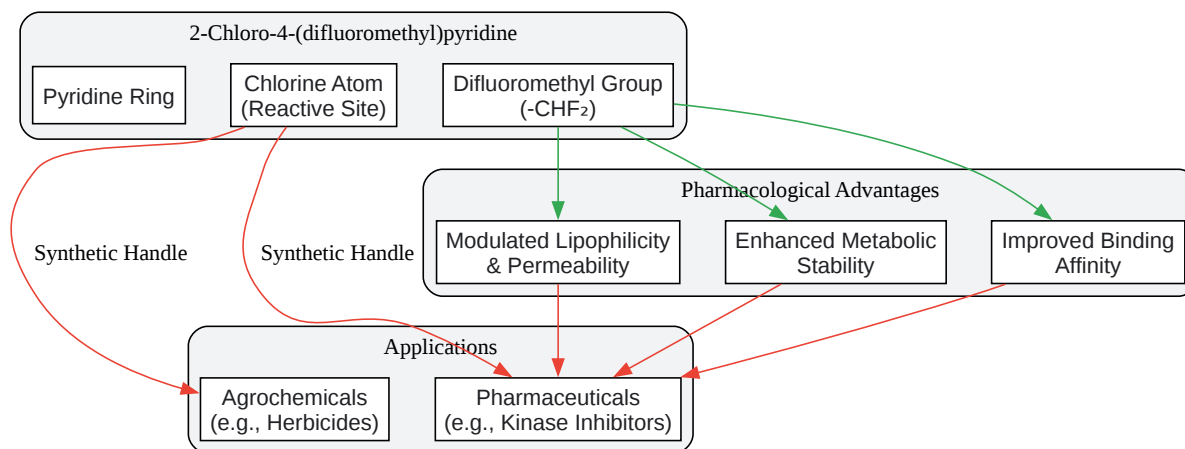 2-Chloro-4-(difluoromethyl)pyridine
Pyridine Ring
Chlorine Atom
(Reactive Site)
Difluoromethyl Group
(-CHF₂)
Pharmacological Advantages
Synthetic Handle
Synthetic Handle
Modulated Lipophilicity
& Permeability
Enhanced Metabolic
Stability
Improved Binding
Affinity
Applications
Agrochemicals
(e.g., Herbicides)
Pharmaceuticals
(e.g., Kinase Inhibitors)